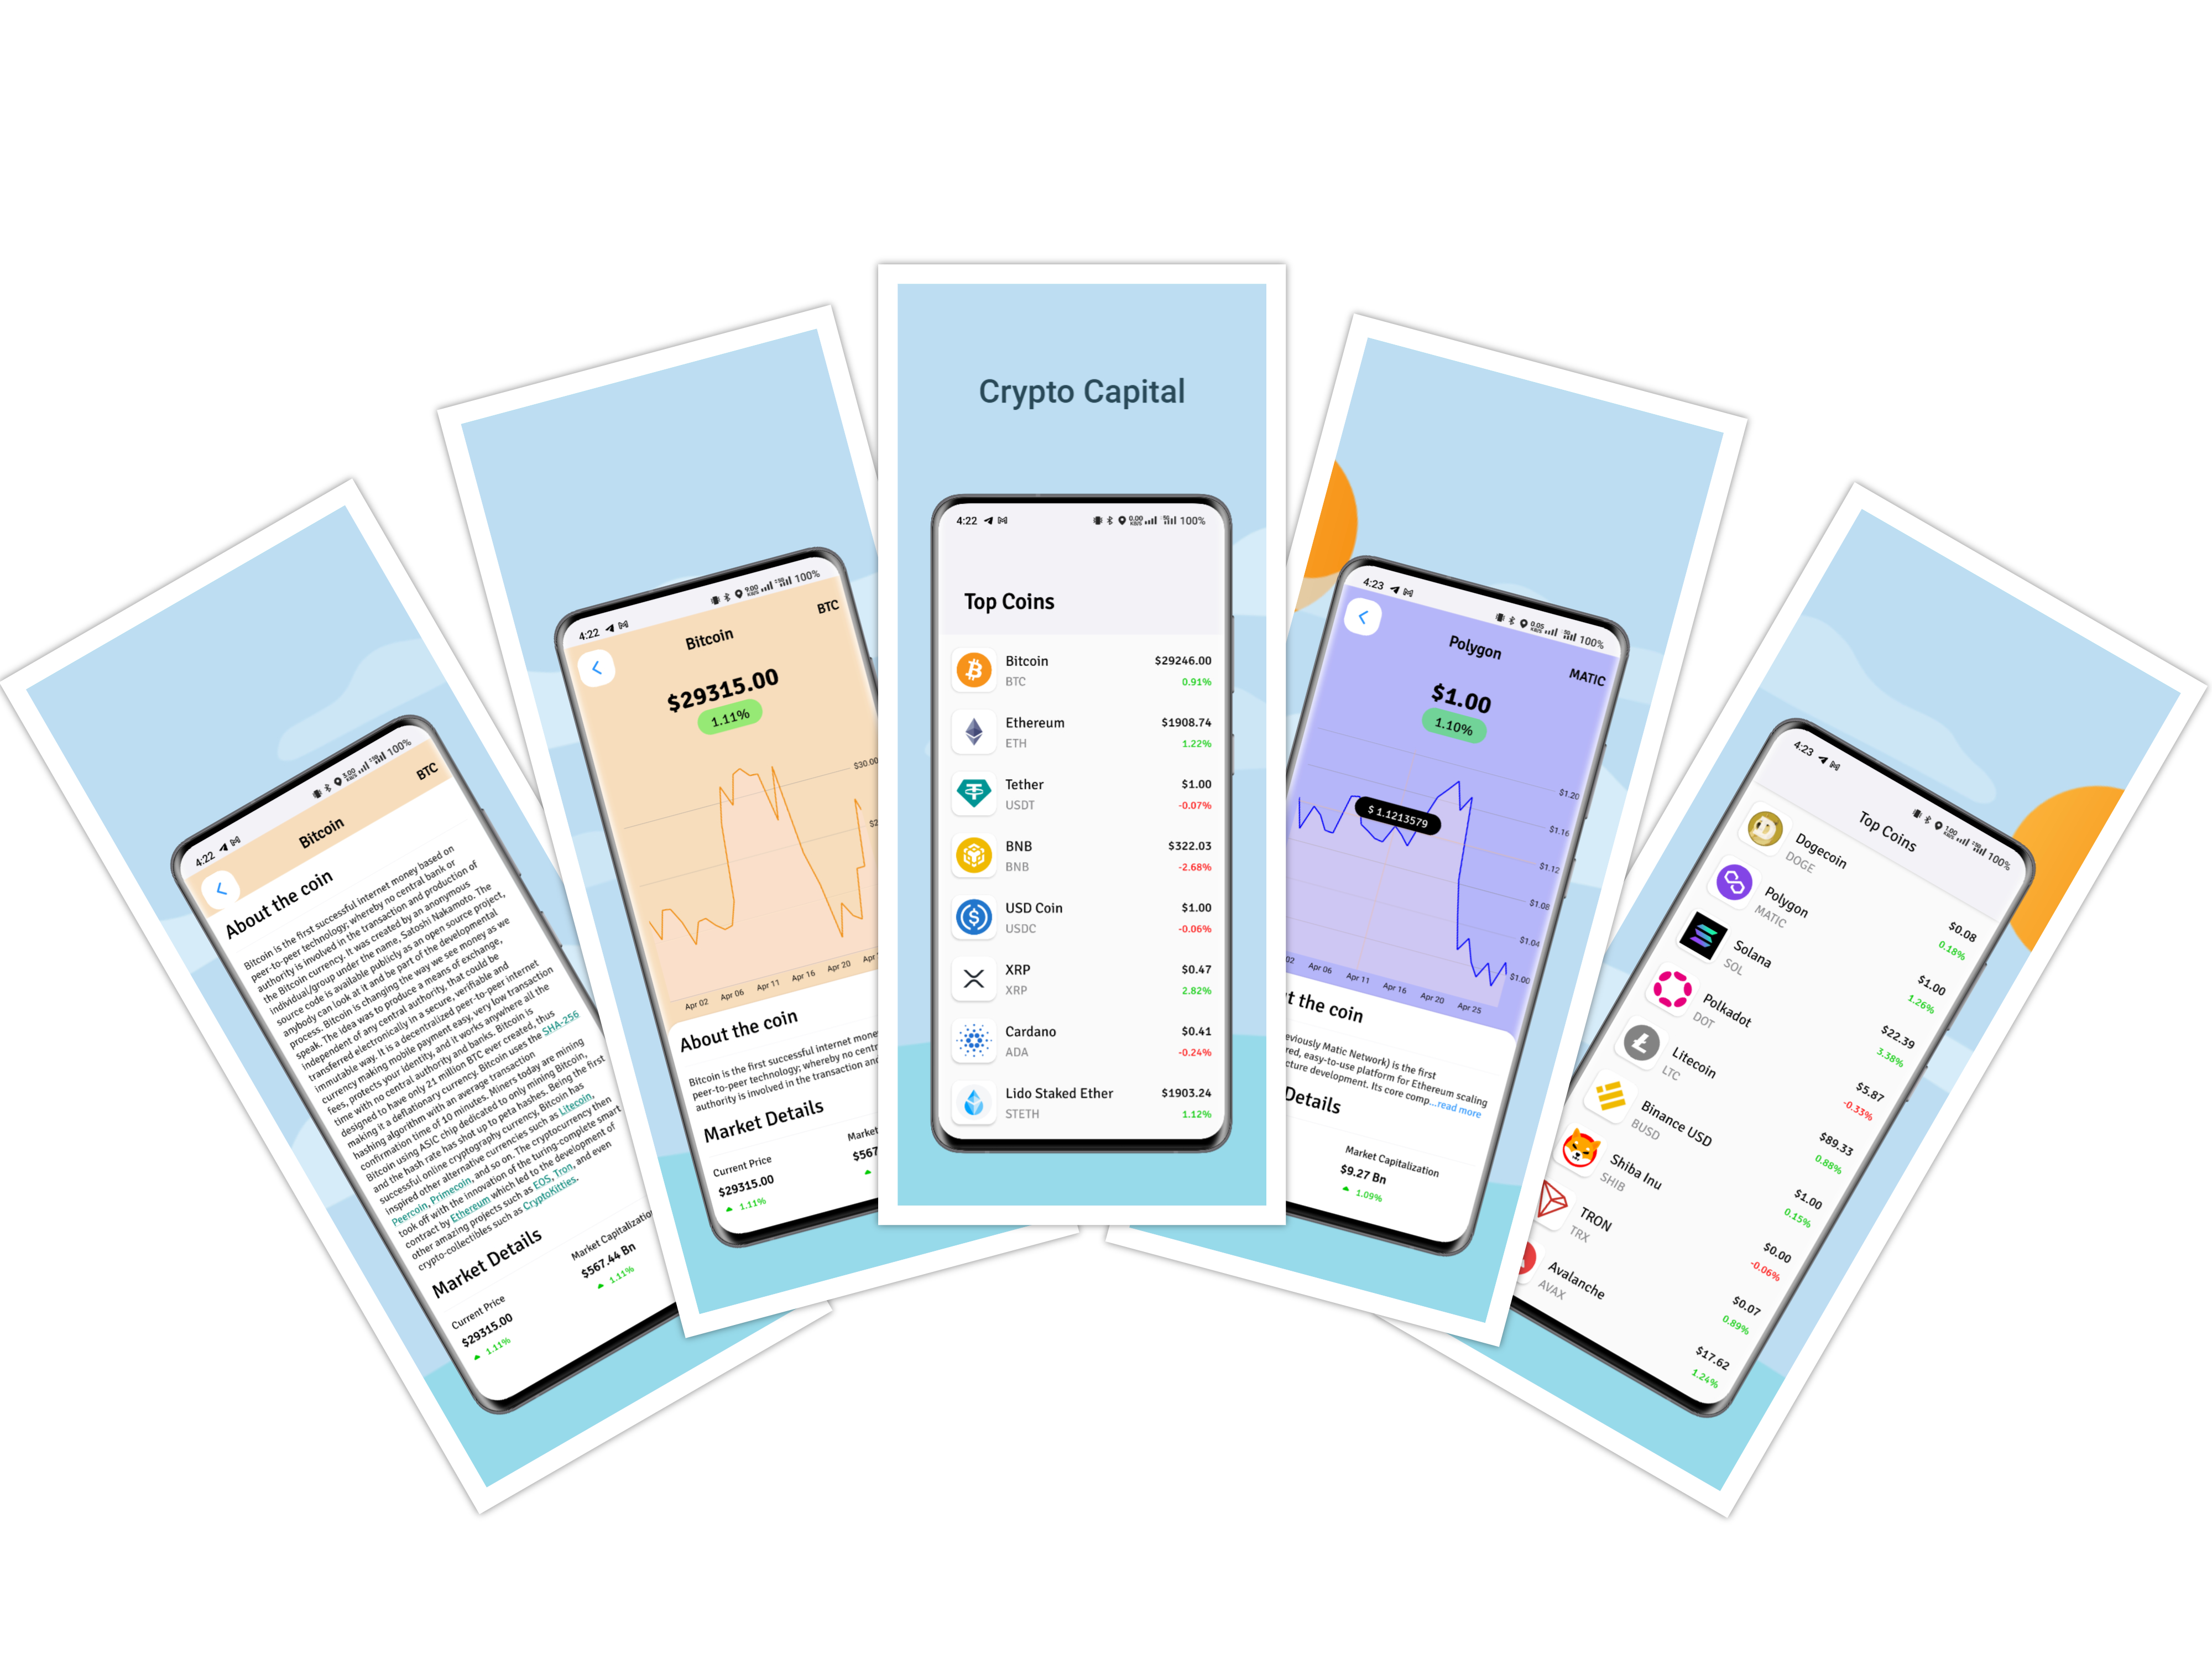 4:22
3.00 KB/S
100%
Bitcoin
BTC
About the coin
Bitcoin is the first successful internet money based on
peer-to-peer technology; whereby no central bank or
authority is involved in the transaction and production of
the Bitcoin currency. It was created by an anonymous
individual/group under the name, Satoshi Nakamoto. The
source code is available publicly as an open source project,
anybody can look at it and be part of the developmental
process. Bitcoin is changing the way we see money as we
speak. The idea was to produce a means of exchange,
independent of any central authority, that could be
transferred electronically in a secure, verifiable and
immutable way. It is a decentralized peer-to-peer internet
currency making mobile payment easy, very low transaction
fees, protects your identity, and it works anywhere all the
time with no central authority and banks. Bitcoin is
designed to have only 21 million BTC ever created, thus
making it a deflationary currency. Bitcoin uses the SHA-256
hashing algorithm with an average transaction
confirmation time of 10 minutes. Miners today are mining
Bitcoin using ASIC chip dedicated to only mining Bitcoin,
and the hash rate has shot up to peta hashes. Being the first
successful online cryptography currency, Bitcoin has
inspired other alternative currencies such as Litecoin,
Peercoin, Primecoin, and so on. The cryptocurrency then
took off with the innovation of the turing-complete smart
contract by Ethereum which led to the development of
other amazing projects such as EOS, Tron, and even
crypto-collectibles such as CryptoKitties.
Market Details
Current Price
$29315.00
1.11%
Market Capitalizatio
$567.44 Bn
1.11%
4:22
9.00 KB/S
100%
Bitcoin
BTC
$29315.00
1.11%
$30.00
$2
Apr 02 Apr 06 Apr 11 Apr 16 Apr 20 Apr
About the coin
Bitcoin is the first successful internet mone
peer-to-peer technology; whereby no centr
authority is involved in the transaction and
Market Details
Current Price
$29315.00
1.11%
Market
$567
Crypto Capital
4:22
0.00 KB/S
5G
100%
Top Coins
Bitcoin $29246.00
BTC 0.91%
Ethereum $1908.74
ETH 1.22%
Tether $1.00
USDT -0.07%
BNB $322.03
BNB -2.68%
USD Coin $1.00
USDC -0.06%
XRP $0.47
XRP 2.82%
Cardano $0.41
ADA -0.24%
Lido Staked Ether $1903.24
STETH 1.12%
4:23
0.05 KB/S
5G
100%
Polygon
MATIC
$1.00
1.10%
$ 1.1213579
$1.20
$1.16
$1.12
$1.08
$1.04
$1.00
02 Apr 06 Apr 11 Apr 16 Apr 20 Apr 25
t the coin
eviously Matic Network) is the first
red, easy-to-use platform for Ethereum scaling
cture development. Its core comp...read more
Details
Market Capitalization
$9.27 Bn
1.09%
4:23
1.00 KB/S
100%
Top Coins
Dogecoin $0.08
DOGE 0.18%
Polygon $1.00
MATIC 1.26%
Solana $22.39
SOL 3.38%
Polkadot $5.87
DOT -0.33%
Litecoin $89.33
LTC 0.88%
Binance USD $1.00
BUSD 0.15%
Shiba Inu $0.00
SHIB -0.06%
TRON $0.07
TRX 0.89%
Avalanche $17.62
AVAX 1.24%